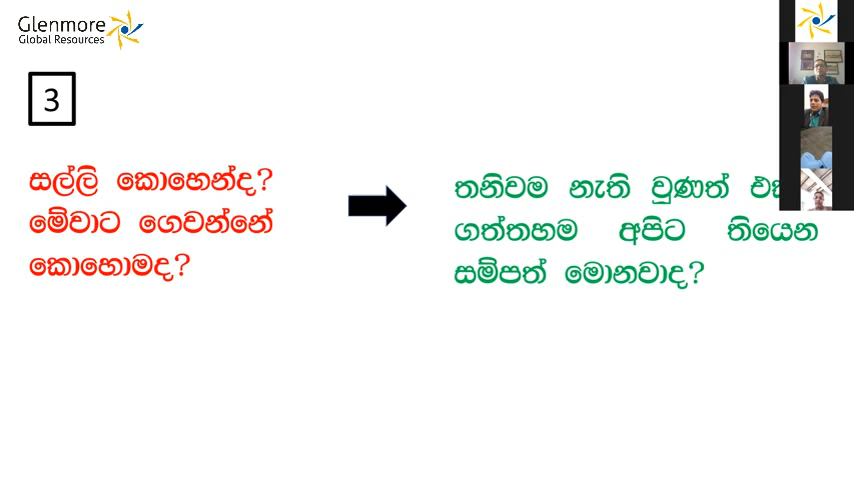 Glenmore
Global Resources
3
සල්ලි කොහෙන්ද?
මේවාට ගෙවන්නේ
කොහොමද?
තනිවම නැති වුණත්
ගත්තහම අපිට තියෙන
සම්පත් මොනවාද?